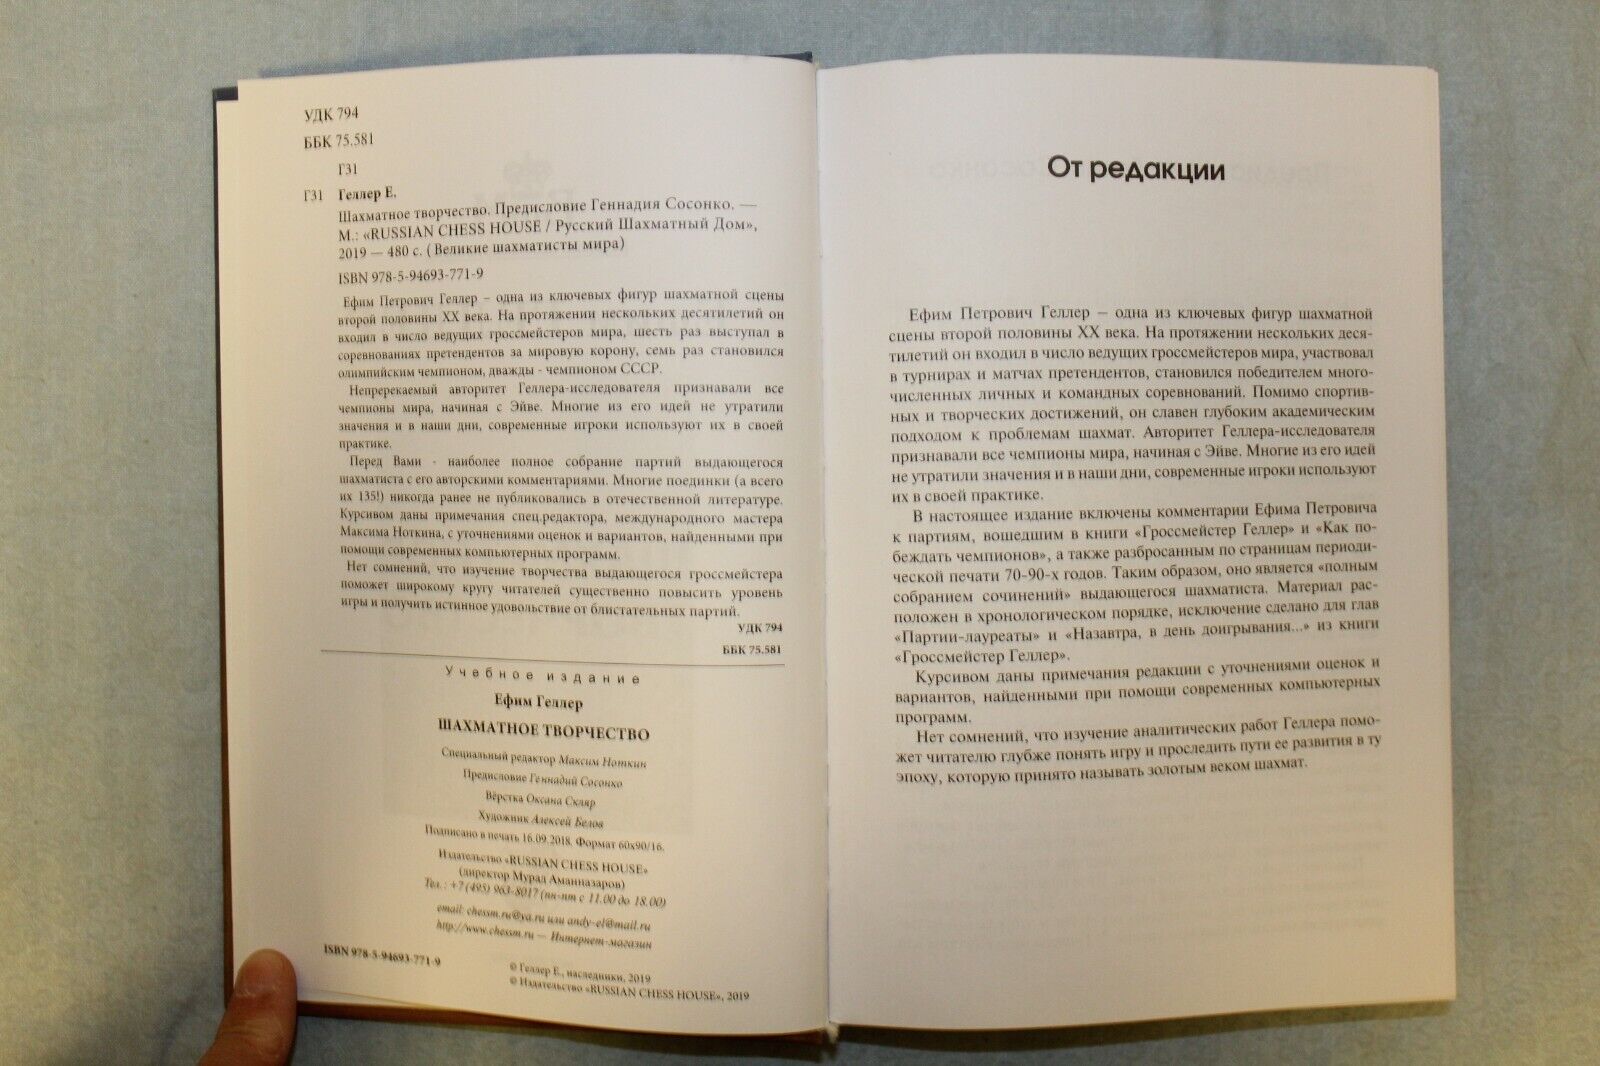 УДК 794
ББК 75.581
Г31
Г31 Геллер Е.
Шахматное творчество. Предисловие Геннадия Сосонко. —
М.: «RUSSIAN CHESS HOUSE / Русский Шахматный Дом»,
2019 — 480 с. (Великие шахматисты мира)
ISBN 978-5-94693-771-9
Ефим Петрович Геллер – одна из ключевых фигур шахматной сцены
второй половины XX века. На протяжении нескольких десятилетий он
входил в число ведущих гроссмейстеров мира, шесть раз выступал в
соревнованиях претендентов за мировую корону, семь раз становился
олимпийским чемпионом, дважды - чемпионом СССР.
Непререкаемый авторитет Геллера-исследователя признавали все
чемпионы мира, начиная с Эйве. Многие из его идей не утратили
значения и в наши дни, современные игроки используют их в своей
практике.
Перед Вами - наиболее полное собрание партий выдающегося
шахматиста с его авторскими комментариями. Многие поединки (а всего
их 135!) никогда ранее не публиковались в отечественной литературе.
Курсивом даны примечания спец.редактора, международного мастера
Максима Ноткина, с уточнениями оценок и вариантов, найденными при
помощи современных компьютерных программ.
Нет сомнений, что изучение творчества выдающегося гроссмейстера
поможет широкому кругу читателей существенно повысить уровень
игры и получить истинное удовольствие от блистательных партий.
УДК 794
ББК 75.581
Учебное издание
Ефим Геллер
ШАХМАТНОЕ ТВОРЧЕСТВО
Специальный редактор Максим Ноткин
Предисловие Геннадий Сосонко
Вёрстка Оксана Скляр
Художник Алексей Белов
Подписано в печать 16.09.2018. Формат 60x90/16.
Издательство «RUSSIAN CHESS HOUSE»
(директор Мурад Аманназаров)
Тел.: +7 (495) 963-8017 (пн-пт с 11.00 до 18.00)
email: chessm.ru@ya.ru или andy-el@mail.ru
http://www.chessm.ru — Интернет-магазин
ISBN 978-5-94693-771-9
© Геллер Е., наследники, 2019
© Издательство «RUSSIAN CHESS HOUSE», 2019
От редакции
Ефим Петрович Геллер – одна из ключевых фигур шахматной
сцены второй половины XX века. На протяжении нескольких деся-
тилетий он входил в число ведущих гроссмейстеров мира, участвовал
в турнирах и матчах претендентов, становился победителем много-
численных личных и командных соревнований. Помимо спортив-
ных и творческих достижений, он славен глубоким академическим
подходом к проблемам шахмат. Авторитет Геллера-исследователя
признавали все чемпионы мира, начиная с Эйве. Многие из его идей
не утратили значения и в наши дни, современные игроки используют
их в своей практике.
В настоящее издание включены комментарии Ефима Петровича
к партиям, вошедшим в книги «Гроссмейстер Геллер» и «Как по-
беждать чемпионов», а также разбросанным по страницам периоди-
ческой печати 70-90-х годов. Таким образом, оно является «полным
собранием сочинений» выдающегося шахматиста. Материал рас-
положен в хронологическом порядке, исключение сделано для глав
«Партии-лауреаты» и «Назавтра, в день доигрывания...» из книги
«Гроссмейстер Геллер».
Курсивом даны примечания редакции с уточнениями оценок и
вариантов, найденными при помощи современных компьютерных
программ.
Нет сомнений, что изучение аналитических работ Геллера помо-
жет читателю глубже понять игру и проследить пути ее развития в ту
эпоху, которую принято называть золотым веком шахмат.